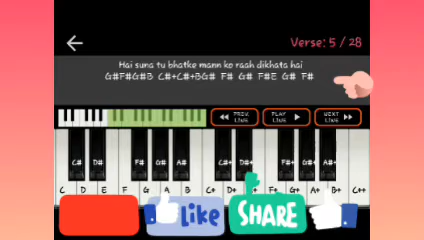 Verse: 5 / 28
Hai suna tu bhatke mann ko raah dikhata hai
G#F#G#B C#+C#+BG# F# G# F#E G# F#
PREV. LINE
PLAY LINE
NEXT LINE
C# D# F# G# A# C#+ D#+ F#+ G#+ A#+
C D E F G A B C+ D+ F+ G+ A+ B+ C++
Like
SHARE